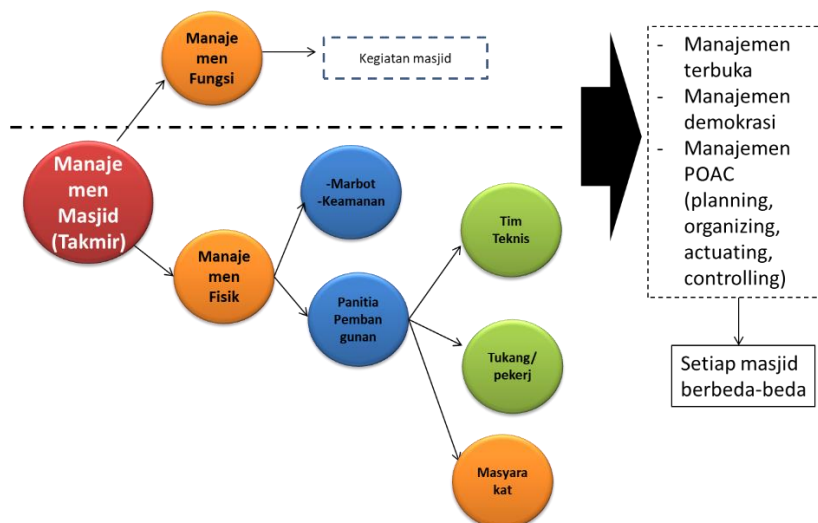 Manaje
men
Fungsi
Kegiatan masjid
Manaje
men
Masjid
(Takmir)
Manaje
men
Fisik
-Marbot
-Keamanan
Panitia
Pemban
gunan
Tim
Teknis
Tukang/
pekerj
Masyara
kat
- Manajemen
terbuka
- Manajemen
demokrasi
- Manajemen
POAC
(planning,
organizing,
actuating,
controlling)
Setiap masjid
berbeda-beda